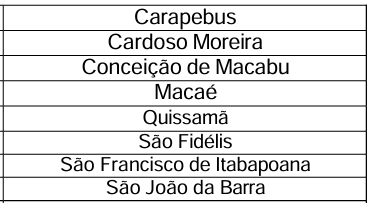 Carapebus
Cardoso Moreira
Conceição de Macabu
Macaé
Quissamã
São Fidélis
São Francisco de Itabapoana
São João da Barra